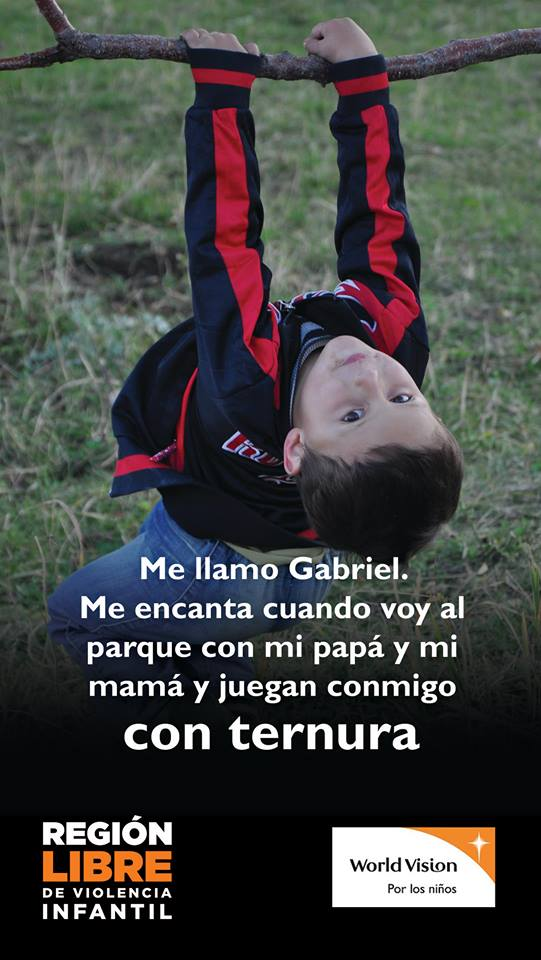 Me llamo Gabriel.
Me encanta cuando voy al
parque con mi papá y mi
mamá y juegan conmigo
con ternura
REGIÓN
LIBRE
DE VIOLENCIA
INFANTIL
World Vision
Por los niños